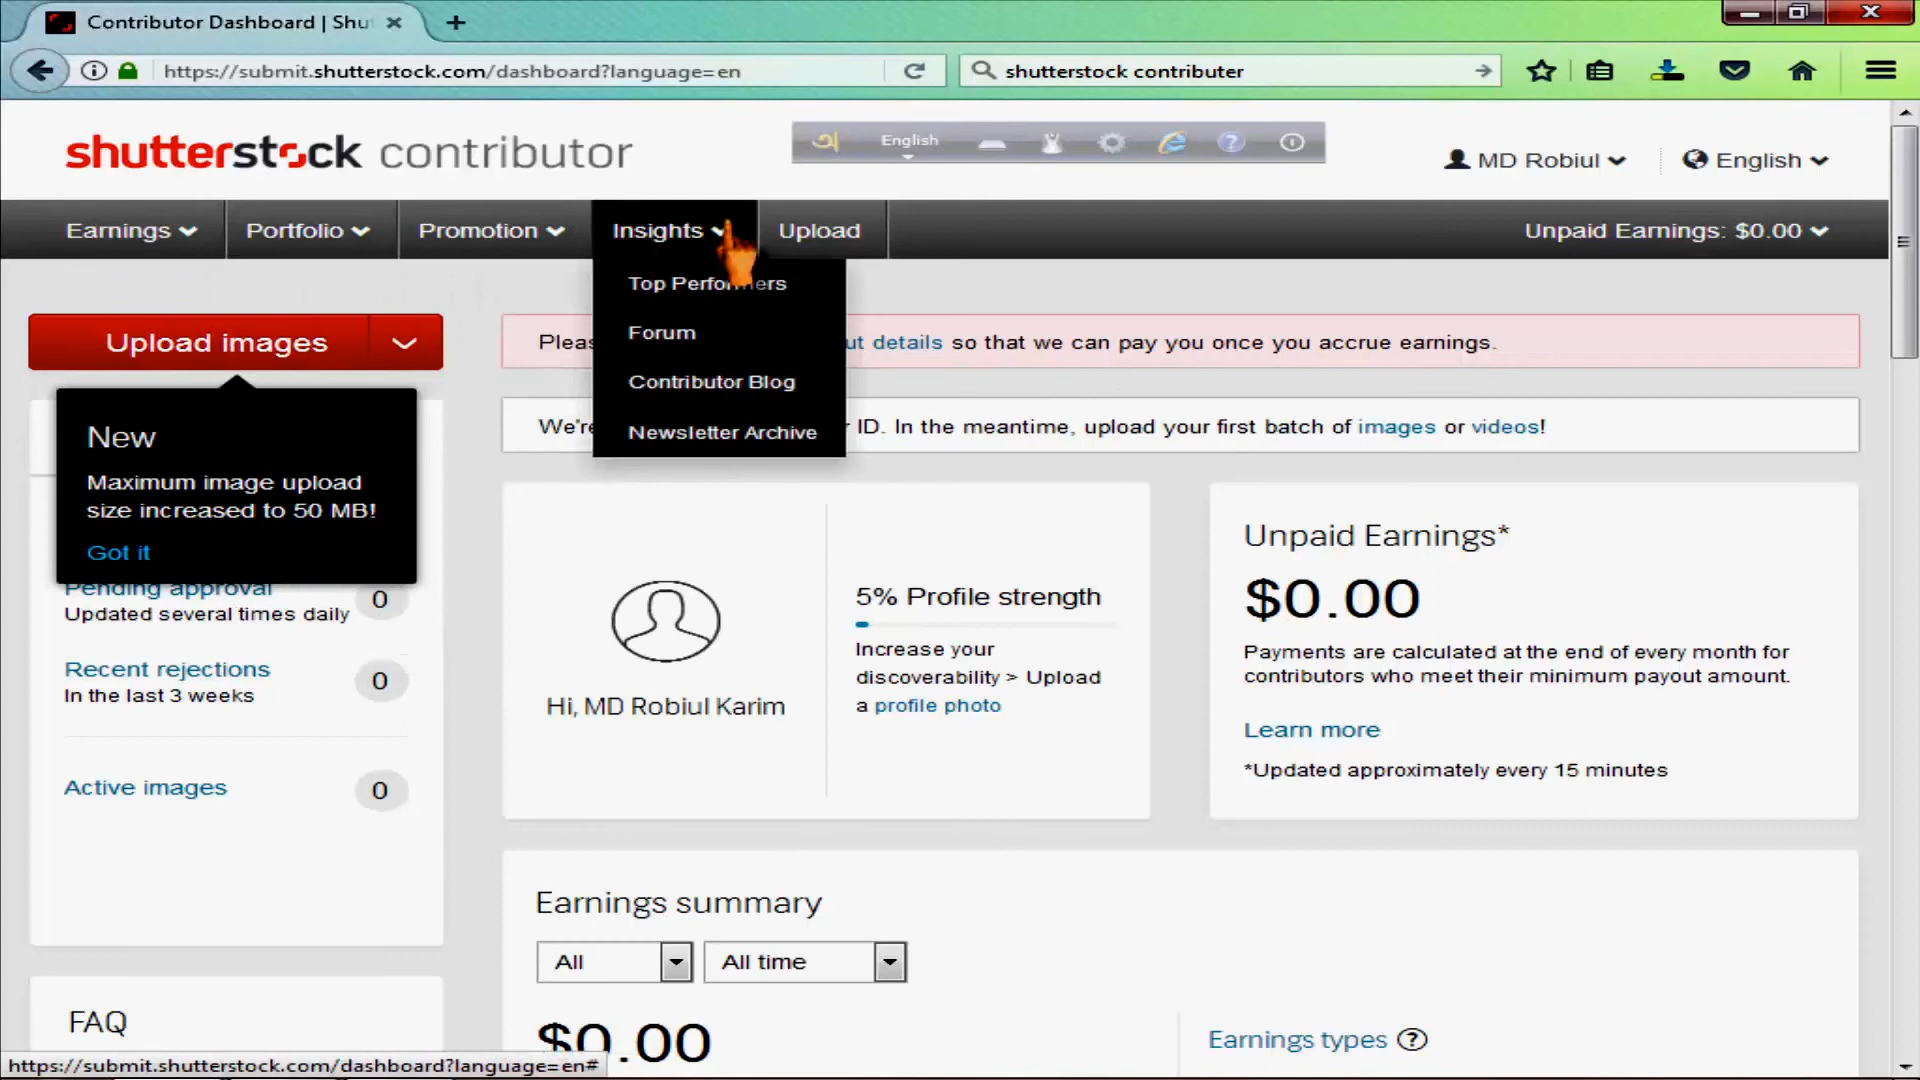 Contributor Dashboard | Shu
https://submit.shutterstock.com/dashboard?language=en
shutterstock contributer
shutterstock contributor
অ English
MD Robiul
English
Earnings
Portfolio
Promotion
Insights
Upload
Unpaid Earnings: $0.00
Top Performers
Forum
Contributor Blog
Newsletter Archive
Upload images
New
Maximum image upload
size increased to 50 MB!
Got it
details so that we can pay you once you accrue earnings.
We're ID. In the meantime, upload your first batch of images or videos!
Pending approval
Updated several times daily
0
Recent rejections
In the last 3 weeks
0
Active images
0
FAQ
Hi, MD Robiul Karim
5% Profile strength
Increase your
discoverability > Upload
a profile photo
Unpaid Earnings*
$0.00
Payments are calculated at the end of every month for
contributors who meet their minimum payout amount.
Learn more
*Updated approximately every 15 minutes
Earnings summary
All
All time
$0.00
Earnings types ?
https://submit.shutterstock.com/dashboard?language=en#